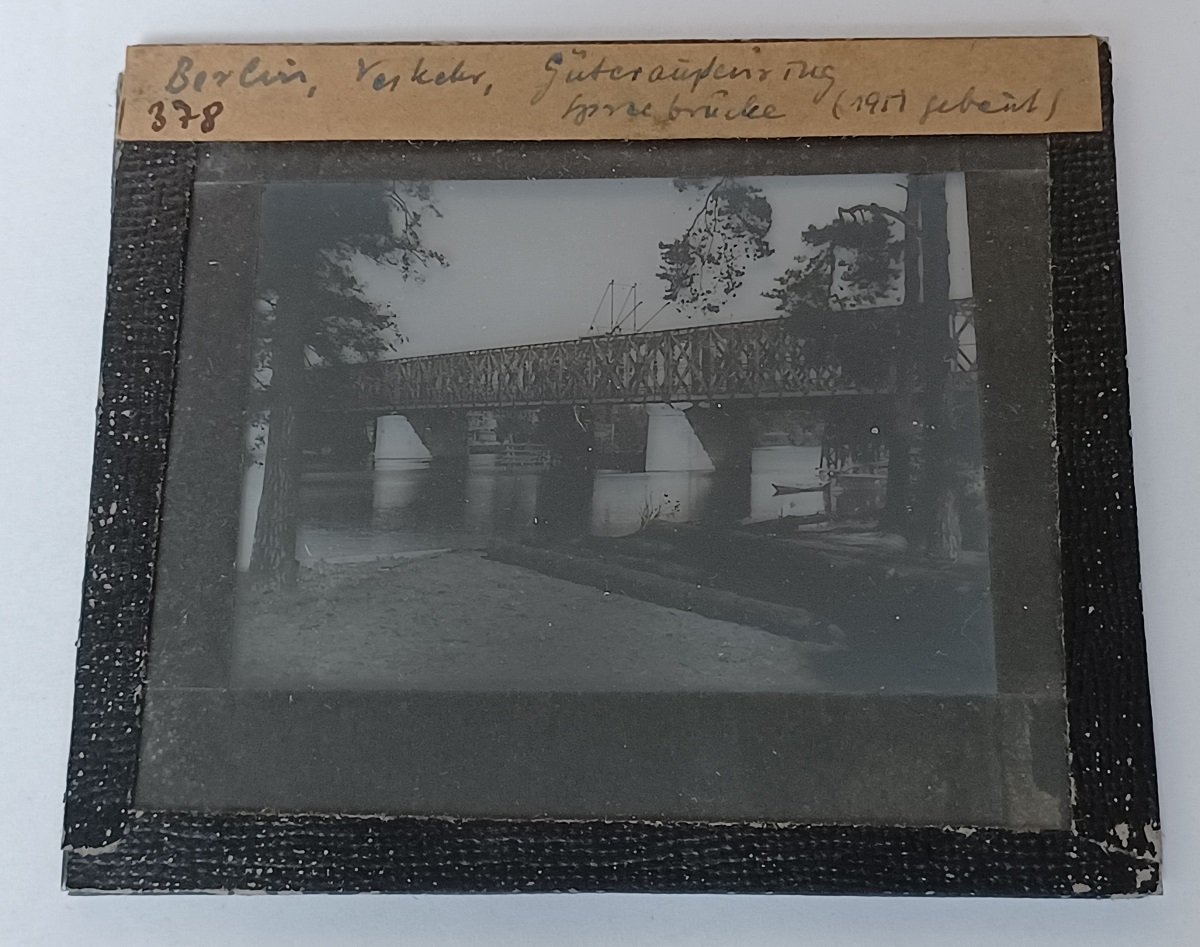 Berlin, Verkehr, Güteraußenring
378 Spreebrücke (1951 gebaut)